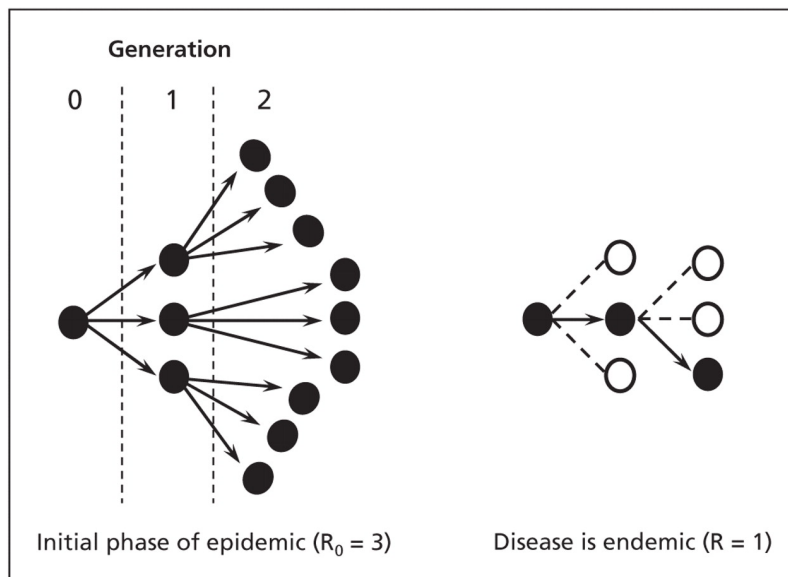 Generation
0 1 2
Initial phase of epidemic (R₀ = 3)
Disease is endemic (R = 1)